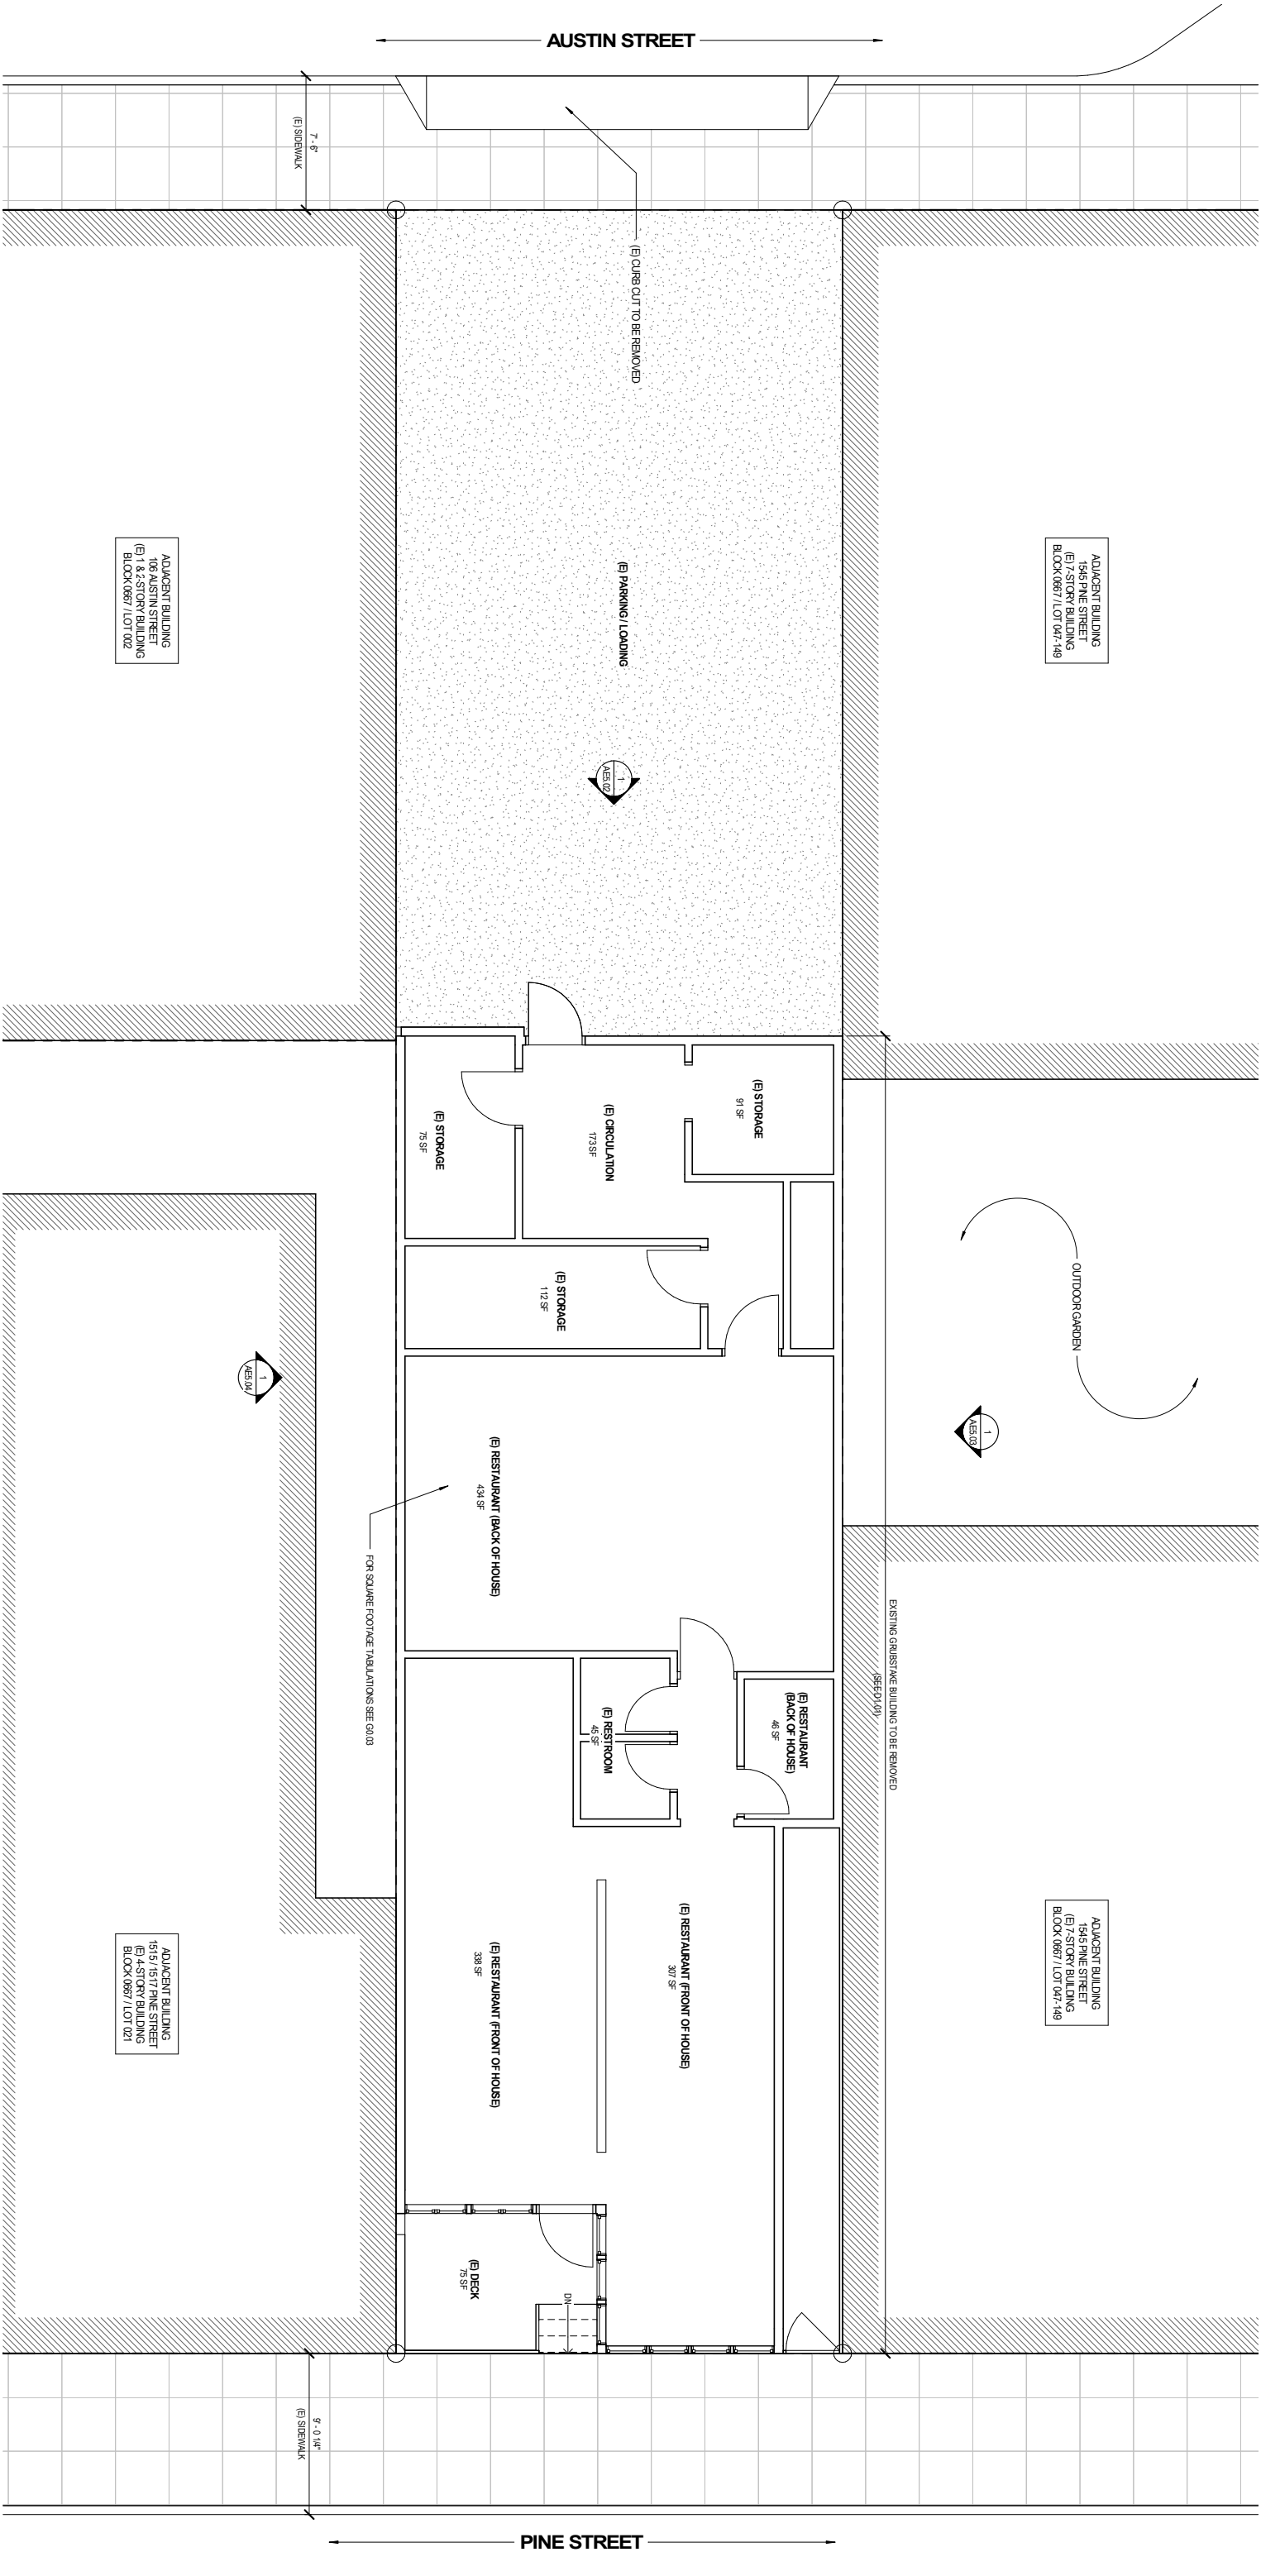 AUSTIN STREET
7' - 6"
(E) SIDEWALK
(E) CURB CUT TO BE REMOVED
ADJACENT BUILDING
106 AUSTIN STREET
(E) 1 & 2-STORY BUILDING
BLOCK 0667 / LOT 002
(E) PARKING / LOADING
ADJACENT BUILDING
1545 PINE STREET
(E) 7-STORY BUILDING
BLOCK 0667 / LOT 047-149
1
AE5.02
(E) STORAGE
91 SF
(E) CIRCULATION
173 SF
(E) STORAGE
75 SF
(E) STORAGE
112 SF
OUTDOOR GARDEN
1
AE5.04
1
AE5.03
(E) RESTAURANT (BACK OF HOUSE)
434 SF
FOR SQUARE FOOTAGE TABULATIONS SEE G0.03
EXISTING GRUBSTAKE BUILDING TO BE REMOVED
(SEE D1.01)
(E) RESTAURANT
(BACK OF HOUSE)
46 SF
(E) RESTROOM
45 SF
(E) RESTAURANT (FRONT OF HOUSE)
307 SF
(E) RESTAURANT (FRONT OF HOUSE)
338 SF
ADJACENT BUILDING
1515 / 1517 PINE STREET
(E) 4-STORY BUILDING
BLOCK 0667 / LOT 021
ADJACENT BUILDING
1545 PINE STREET
(E) 7-STORY BUILDING
BLOCK 0667 / LOT 047-149
(E) DECK
75 SF
DN
9' - 0 1/4"
(E) SIDEWALK
PINE STREET